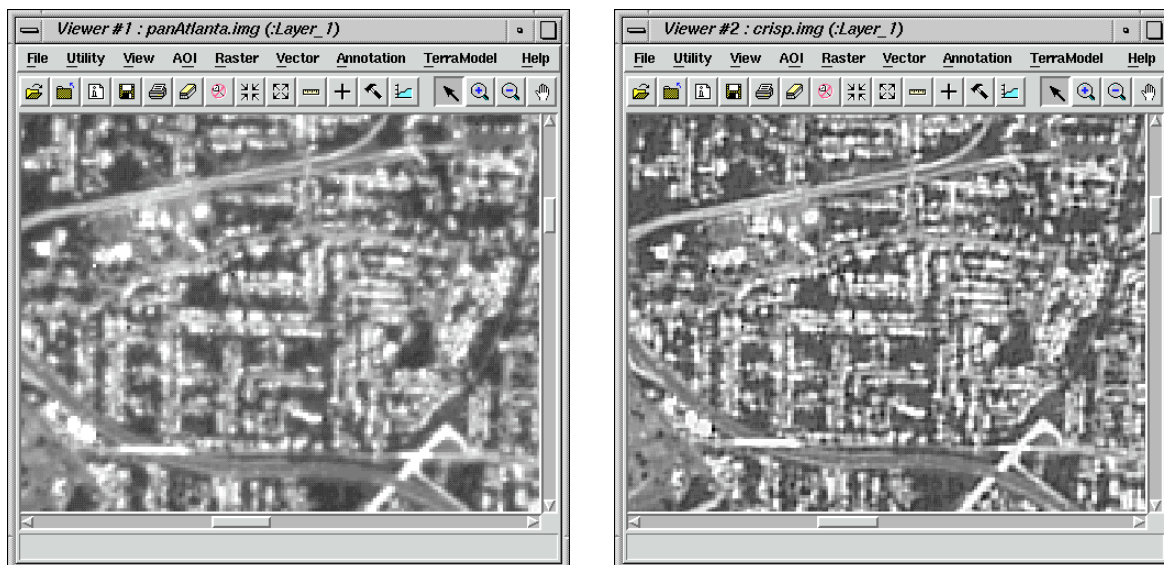 Viewer #1 : panAtlanta.img (:Layer_1)
File Utility View AOI Raster Vector Annotation TerraModel Help
Viewer #2 : crisp.img (:Layer_1)
File Utility View AOI Raster Vector Annotation TerraModel Help